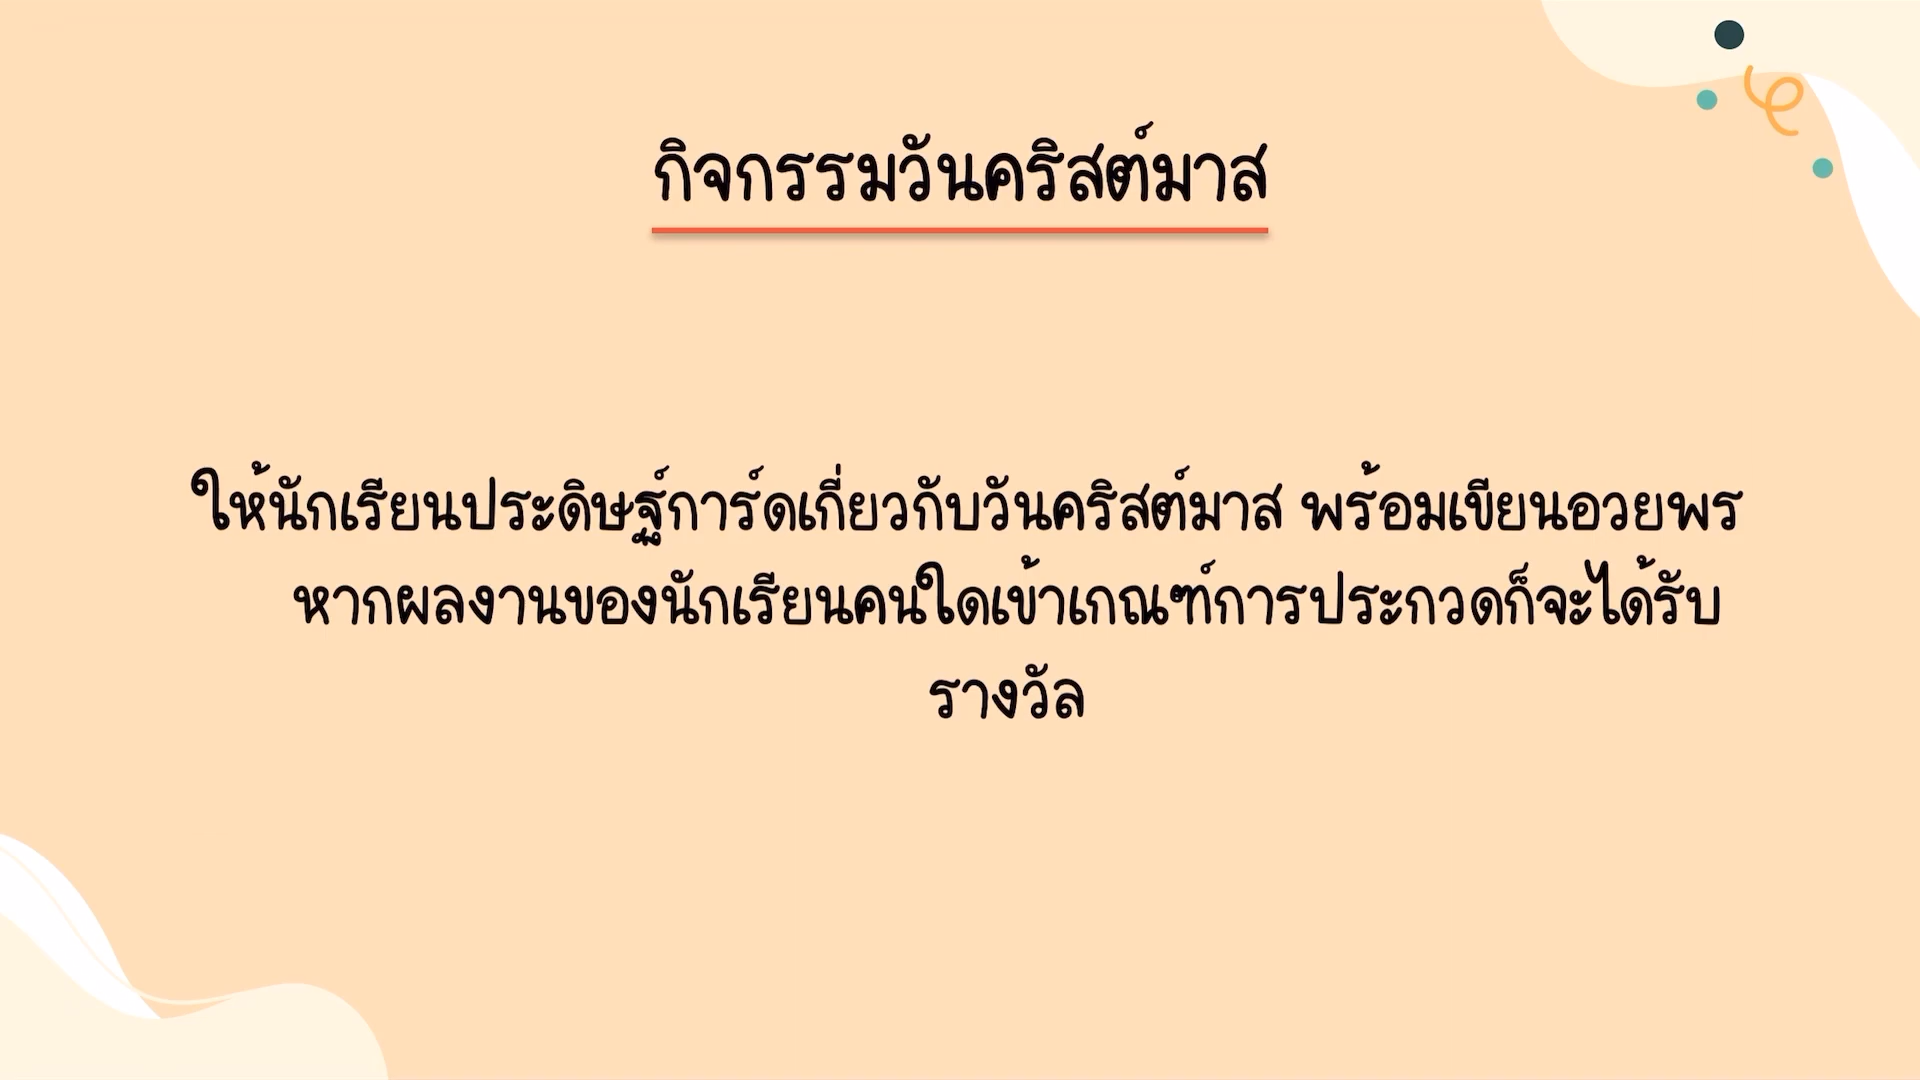 กิจกรรมวันคริสต์มาส
ให้นักเรียนประดิษฐ์การ์ดเกี่ยวกับวันคริสต์มาส พร้อมเขียนอวยพร
หากผลงานของนักเรียนคนใดเข้าเกณฑ์การประกวดก็จะได้รับ
รางวัล